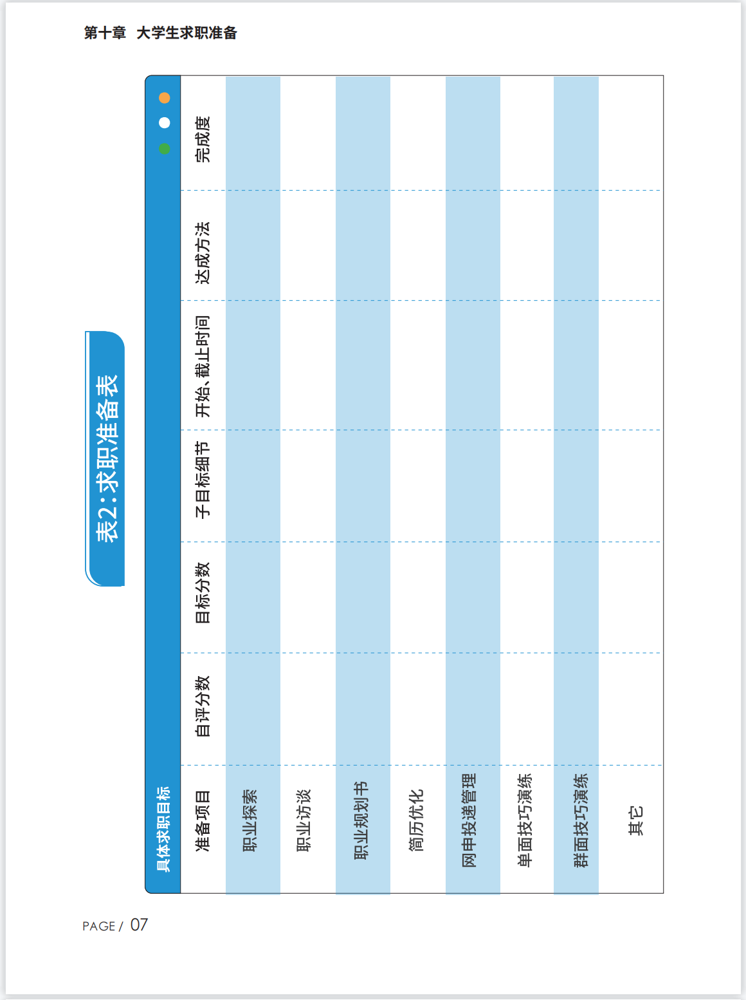 第十章 大学生求职准备
表2:求职准备表
具体求职目标
准备项目 自评分数 目标分数 子目标细节 开始、截止时间 达成方法 完成度
职业探索
职业访谈
职业规划书
简历优化
网申投递管理
单面技巧演练
群面技巧演练
其它
PAGE / 07